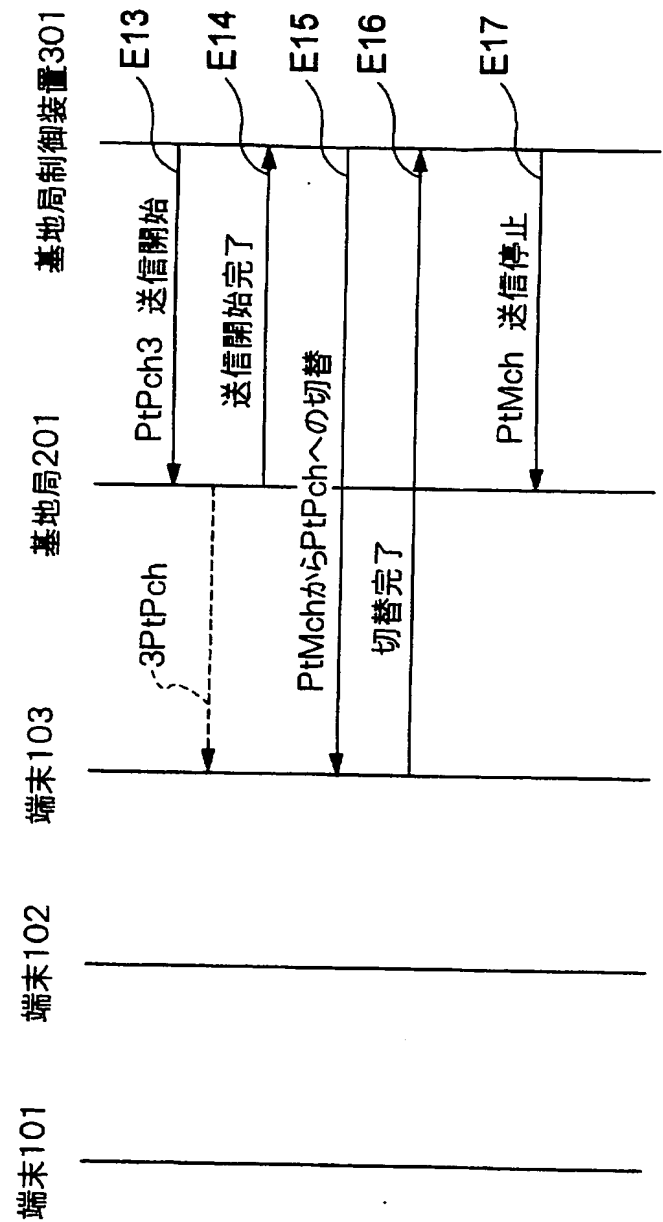 端末101
端末102
端末103
基地局201
基地局制御装置301
PtPch3 送信開始
E13
3PtPch
送信開始完了
E14
PtMchからPtPchへの切替
E15
切替完了
E16
PtMch 送信停止
E17